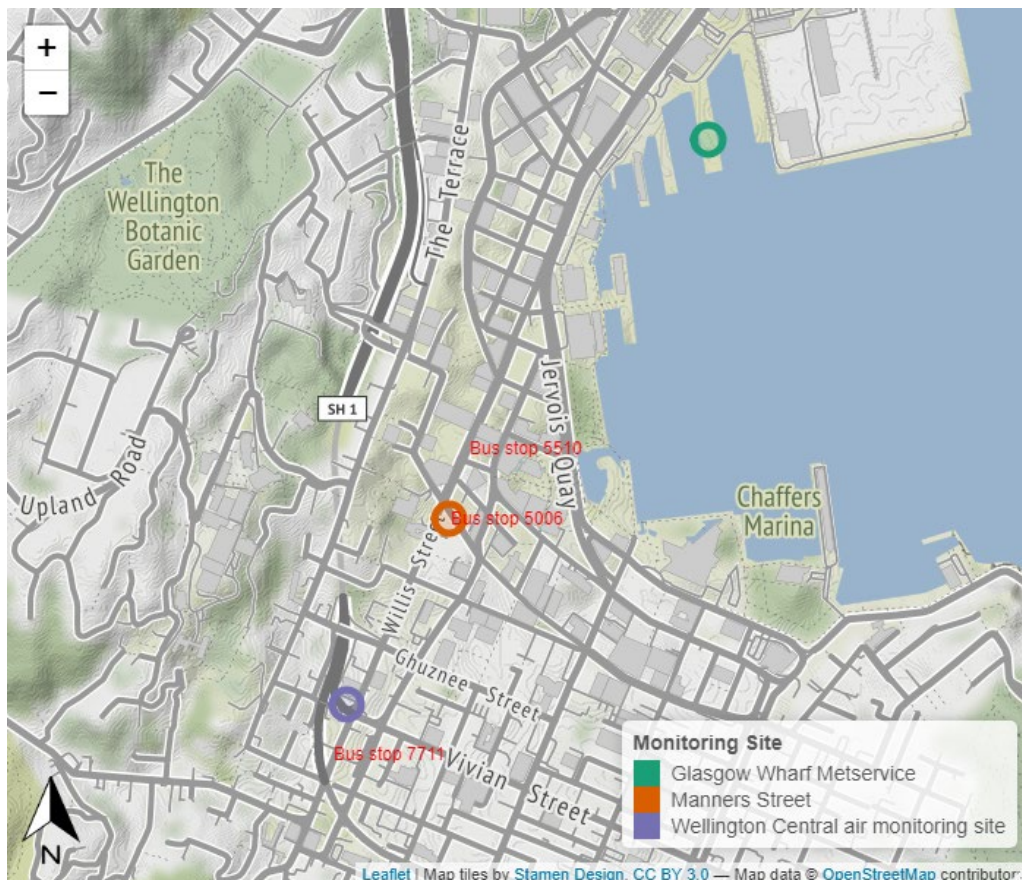 +
−
The
Wellington
Botanic
Garden
The Terrace
SH 1
Jervois Quay
Upland Road
Bus stop 5510
Bus stop 5006
Chaffers
Marina
Willis Street
Ghuznee Street
Bus stop 7711
Vivian Street
Monitoring Site
Glasgow Wharf Metservice
Manners Street
Wellington Central air monitoring site
N
Leaflet | Map tiles by Stamen Design, CC BY 3.0 — Map data © OpenStreetMap contributor